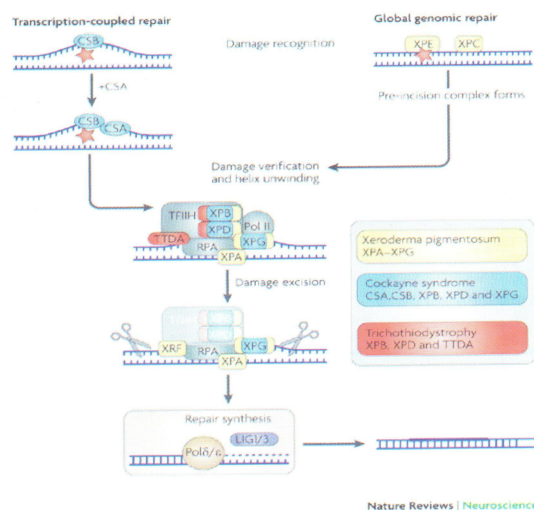 Transcription-coupled repair
Global genomic repair
CSB
Damage recognition
XPE XPC
+CSA
Pre-incision complex forms
CSB
CSA
Damage verification
and helix unwinding
TFIIH XPB
XPD Pol II
TTDA
RPA XPG
XPA
Xeroderma pigmentosum
XPA–XPG
Cockayne syndrome
CSA,CSB, XPB, XPD and XPG
Trichothiodystrophy
XPB, XPD and TTDA
Damage excision
XRF RPA XPG
XPA
Repair synthesis
LIG1/3
Polδ/ε
Nature Reviews | Neuroscience